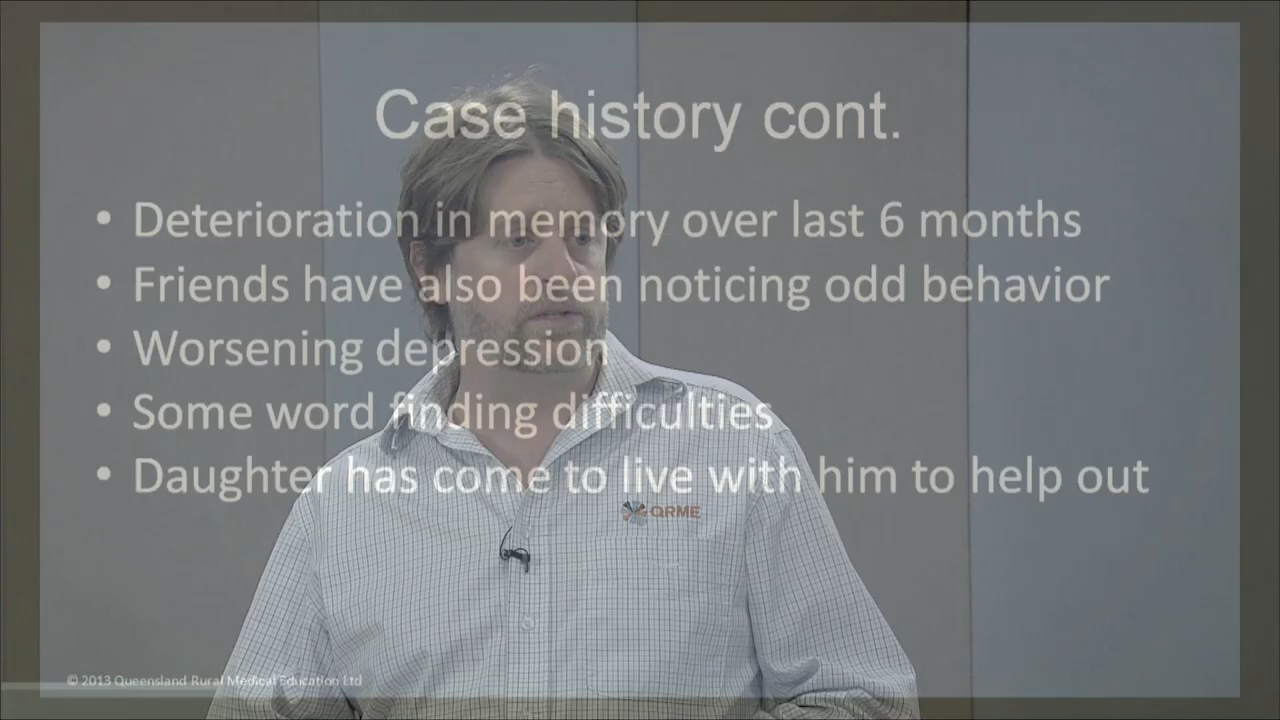 Case history cont.
• Deterioration in memory over last 6 months
• Friends have also been noticing odd behavior
• Worsening depression
• Some word finding difficulties
• Daughter has come to live with him to help out
QRME
© 2013 Queensland Rural Medical Education Ltd